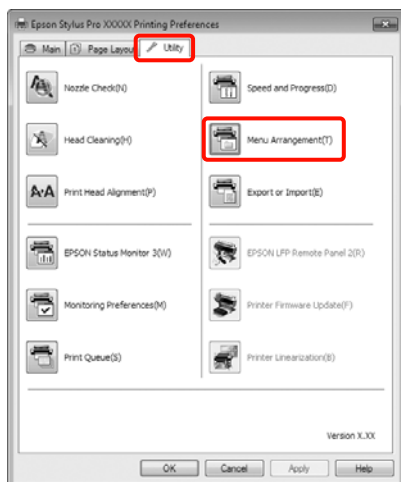 Epson Stylus Pro XXXXX Printing Preferences
Main Page Layout Utility
Nozzle Check(N)
Speed and Progress(D)
Head Cleaning(H)
Menu Arrangement(T)
A·A Print Head Alignment(P)
Export or Import(E)
EPSON Status Monitor 3(W)
EPSON LFP Remote Panel 2(R)
Monitoring Preferences(M)
Printer Firmware Update(F)
Print Queue(S)
Printer Linearization(B)
Version X.XX
OK Cancel Apply Help